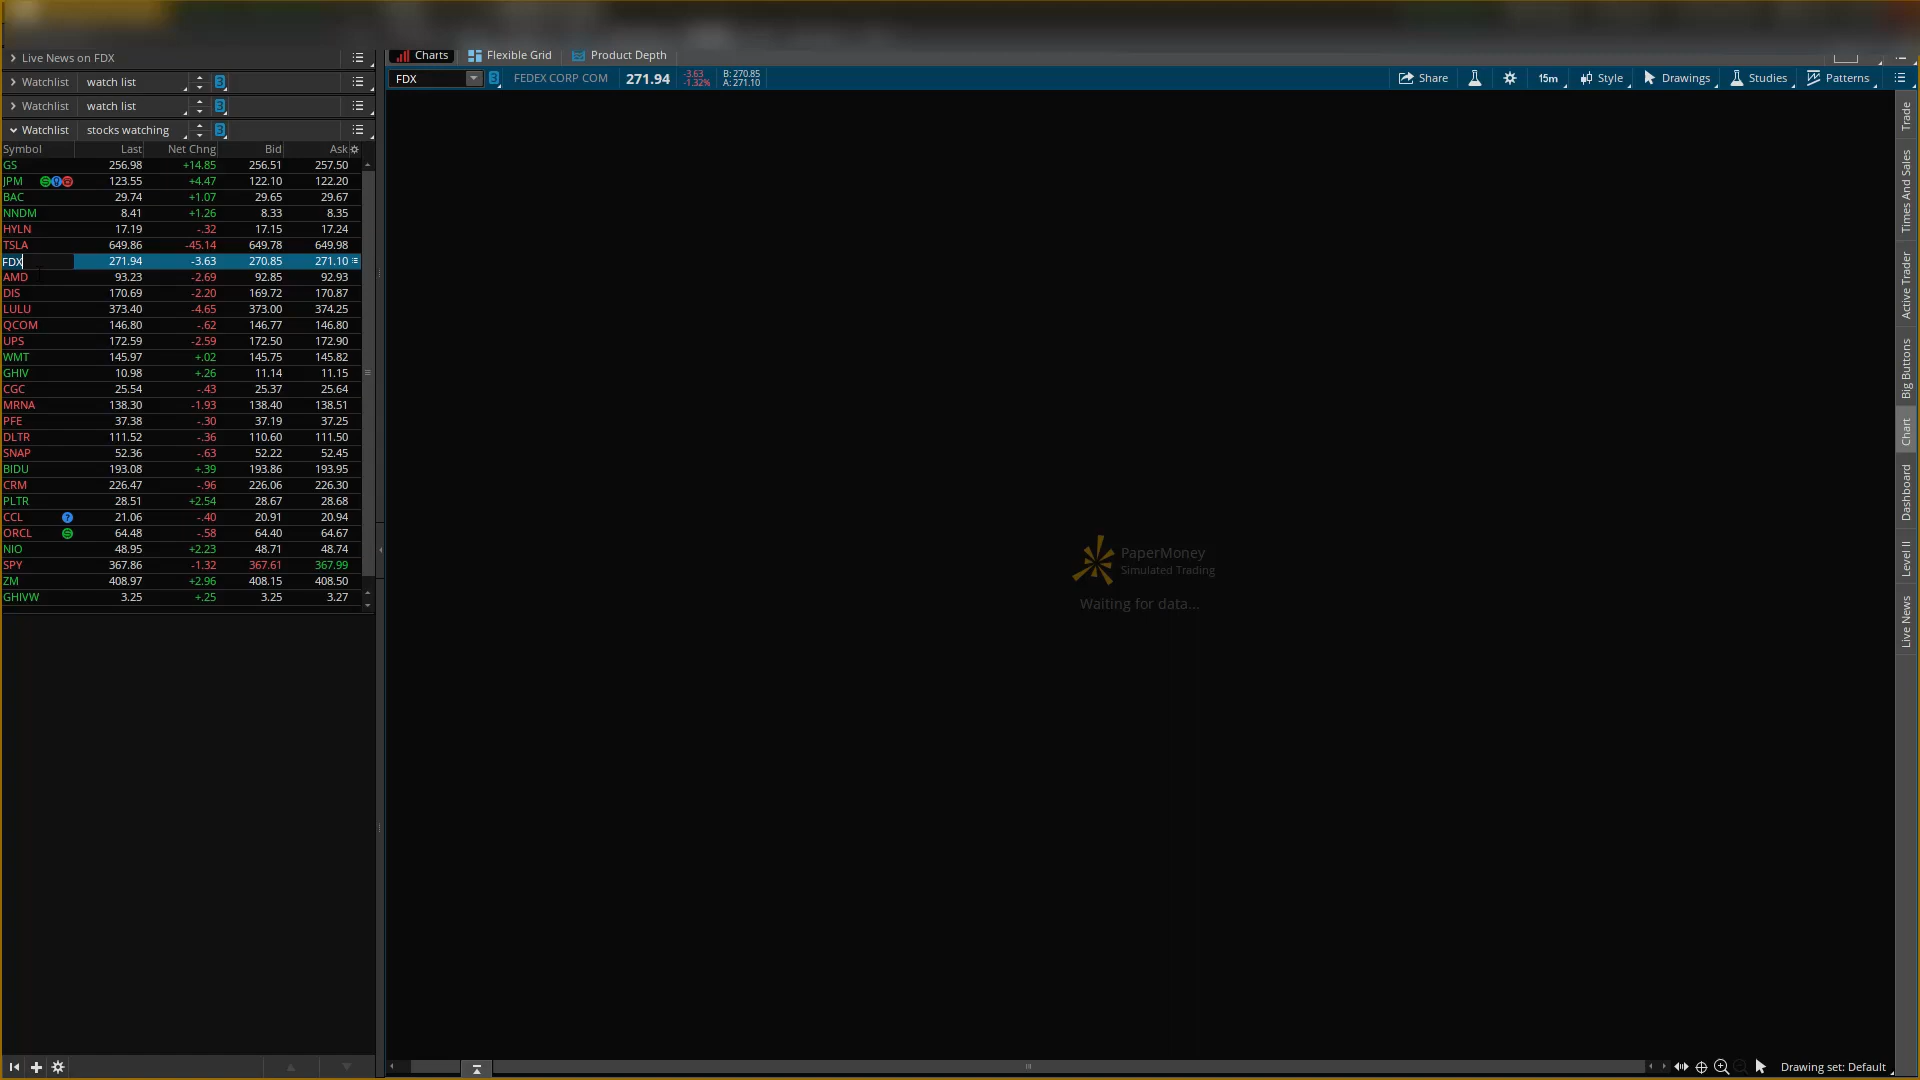 Live News on FDX
Watchlist watch list 3
Watchlist watch list 3
Watchlist stocks watching 3
Symbol Last Net Chng Bid Ask
GS 256.98 +14.85 256.51 257.50
JPM 123.55 +4.47 122.10 122.20
BAC 29.74 +1.07 29.65 29.67
NNDM 8.41 +1.26 8.33 8.35
HYLN 17.19 -.32 17.15 17.24
TSLA 649.86 -45.14 649.78 649.98
FDX 271.94 -3.63 270.85 271.10
AMD 93.23 -2.69 92.85 92.93
DIS 170.69 -2.20 169.72 170.87
LULU 373.40 -4.65 373.00 374.25
QCOM 146.80 -.62 146.77 146.80
UPS 172.59 -2.59 172.50 172.90
WMT 145.97 +.02 145.75 145.82
GHIV 10.98 +.26 11.14 11.15
CGC 25.54 -.43 25.37 25.64
MRNA 138.30 -1.93 138.40 138.51
PFE 37.38 -.30 37.19 37.25
DLTR 111.52 -.36 110.60 111.50
SNAP 52.36 -.63 52.22 52.45
BIDU 193.08 +.39 193.86 193.95
CRM 226.47 -.96 226.06 226.30
PLTR 28.51 +2.54 28.67 28.68
CCL ? 21.06 -.40 20.91 20.94
ORCL 64.48 -.58 64.40 64.67
NIO 48.95 +2.23 48.71 48.74
SPY 367.86 -1.32 367.61 367.99
ZM 408.97 +2.96 408.15 408.50
GHIVW 3.25 +.25 3.25 3.27
Charts Flexible Grid Product Depth
FDX 3 FEDEX CORP COM 271.94 -3.63 B: 270.85
-1.32% A: 271.10
Share 15m Style Drawings Studies Patterns
PaperMoney
Simulated Trading
Waiting for data...
Trade
Times And Sales
Active Trader
Big Buttons
Chart
Dashboard
Level II
Live News
Drawing set: Default